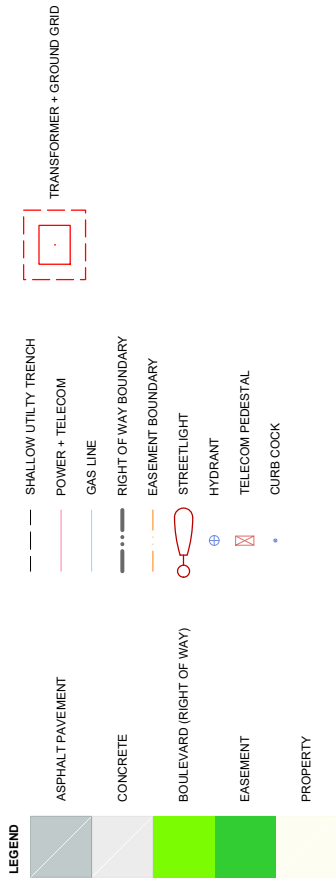 LEGEND
ASPHALT PAVEMENT
CONCRETE
BOULEVARD (RIGHT OF WAY)
EASEMENT
PROPERTY
SHALLOW UTILTY TRENCH
POWER + TELECOM
GAS LINE
RIGHT OF WAY BOUNDARY
EASEMENT BOUNDARY
STREETLIGHT
HYDRANT
TELECOM PEDESTAL
CURB COCK
TRANSFORMER + GROUND GRID